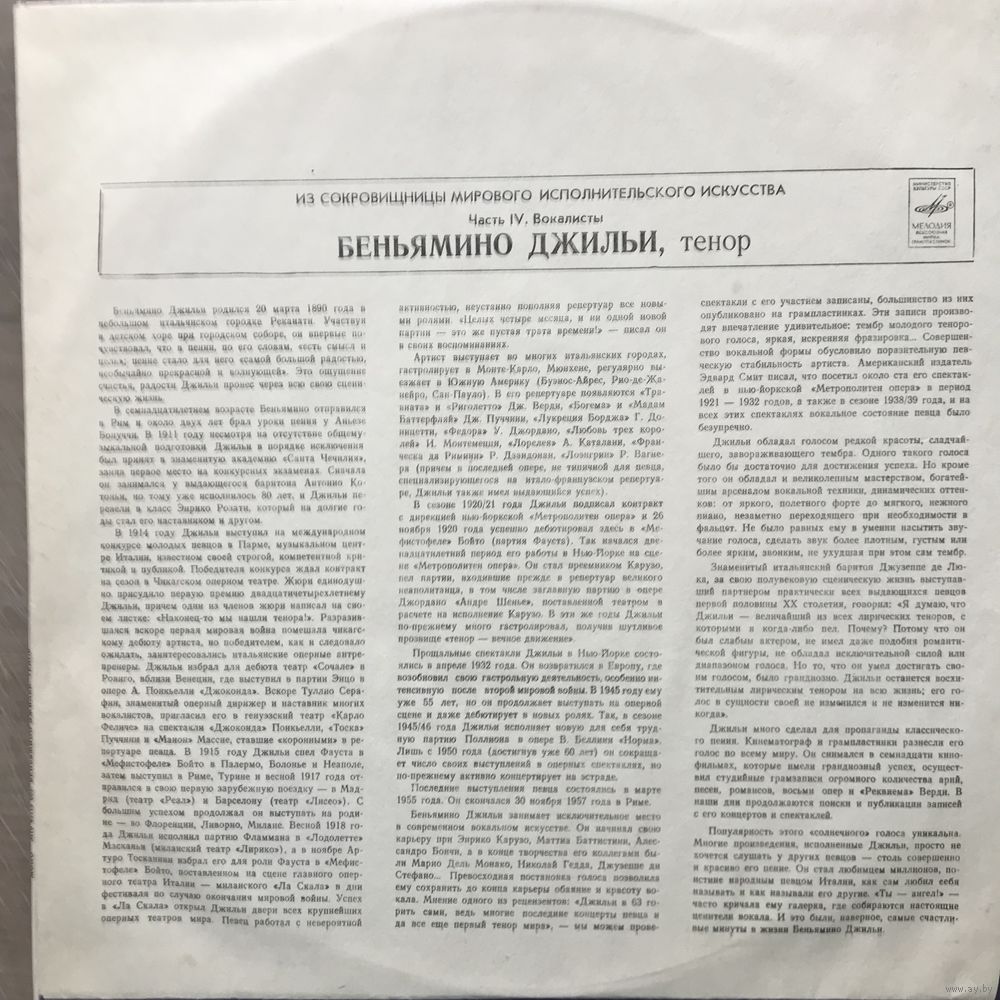 ИЗ СОКРОВИЩНИЦЫ МИРОВОГО ИСПОЛНИТЕЛЬСКОГО ИСКУССТВА
Часть IV. Вокалисты
БЕНЬЯМИНО ДЖИЛЬИ, тенор
МИНИСТЕРСТВО
КУЛЬТУРЫ СССР
МЕЛОДИЯ
ВСЕСОЮЗНАЯ
ФИРМА
ГРАМПЛАСТИНОК
Беньямино Джильи родился 20 марта 1890 года в
небольшом итальянском городке Реканати. Участвуя
в детском хоре при городском соборе, он впервые по-
чувствовал, что в пении, по его словам, «есть смысл и
цель»; пение стало для него «самой большой радостью,
необычайно прекрасной и волнующей». Это ощущение
счастья, радости Джильи пронес через всю свою сцени-
ческую жизнь.
В семнадцатилетнем возрасте Беньямино отправился
в Рим и около двух лет брал уроки пения у Аньезе
Бонуччи. В 1911 году несмотря на отсутствие общему-
зыкальной подготовки Джильи в порядке исключения
был принят в знаменитую академию «Санта Чечилия»,
заняв первое место на конкурсных экзаменах. Сначала
он занимался у выдающегося баритона Антонио Ко-
тоньи, но тому уже исполнилось 80 лет, и Джильи пе-
ревели в класс Энрико Розати, который на долгие го-
ды стал его наставником и другом.
В 1914 году Джильи выступил на международном
конкурсе молодых певцов в Парме, музыкальном цент-
ре Италии, известном своей строгой, компетентной кри-
тикой и публикой. Победителя конкурса ждал контракт
на сезон в Чикагском оперном театре. Жюри единодуш-
но присудило первую премию двадцатичетырехлетнему
Джильи, причем один из членов жюри написал на сво-
ем листке: «Наконец-то мы нашли тенора!». Разразив-
шаяся вскоре первая мировая война помешала чикагс-
кому дебюту артиста, но победителем, как и следовало
ожидать, заинтересовались итальянские оперные антре-
пренеры. Джильи избрал для дебюта театр «Сочале» в
Ровиго, вблизи Венеции, где выступил в партии Энцо в
опере А. Понкьелли «Джоконда». Вскоре Туллио Сера-
фин, знаменитый оперный дирижер и наставник многих
вокалистов, пригласил его в генуэзский театр «Карло
Феличе» на спектакли «Джоконда» Понкьелли, «Тоска»
Пуччини и «Манон» Массне, ставшие «коронными» в ре-
пертуаре певца. В 1915 году Джильи спел Фауста в
«Мефистофеле» Бойто в Палермо, Болонье и Неаполе,
затем выступил в Риме, Турине и весной 1917 года от-
правился в свою первую зарубежную поездку — в Мад-
рид (театр «Реал») и Барселону (театр «Лисео»). С
большим успехом продолжал он выступать на роди-
не — во Флоренции, Ливорно, Милане. Весной 1918 го-
да Джильи исполнил партию Фламмана в «Лодолетте»
Масканьи (миланский театр «Лирико»), а в ноябре Ар-
туро Тосканини избрал его для роли Фауста в «Мефис-
тофеле» Бойто, поставленном на сцене главного опер-
ного театра Италии — миланского «Ла Скала» в дни
фестиваля по случаю окончания мировой войны. Успех
в «Ла Скала» открыл Джильи двери всех крупнейших
оперных театров мира. Певец работал с невероятной
активностью, неустанно пополняя репертуар все новы-
ми ролями. «Целых четыре месяца, и ни одной новой
партии — это же пустая трата времени!» — писал он
в своих воспоминаниях.
Артист выступает во многих итальянских городах,
гастролирует в Монте-Карло, Мюнхене, регулярно вы-
езжает в Южную Америку (Буэнос-Айрес, Рио-де-Жа-
нейро, Сан-Пауло). В его репертуаре появляются «Тра-
виата» и «Риголетто» Дж. Верди, «Богема» и «Мадам
Баттерфляй» Дж. Пуччини, «Лукреция Борджа» Г. До-
ницетти, «Федора» У. Джордано, «Любовь трех коро-
лей» И. Монтемецци, «Лорелея» А. Каталани, «Фран-
ческа да Римини» Р. Дзандонаи, «Лоэнгрин» Р. Вагне-
ра (причем в последней опере, не типичной для певца,
специализирующегося на итало-французском репертуа-
ре, Джильи также имел выдающийся успех).
В сезоне 1920/21 года Джильи подписал контракт
с дирекцией нью-йоркской «Метрополитен опера» и 26
ноября 1920 года успешно дебютировал здесь в «Ме-
фистофеле» Бойто (партия Фауста). Так начался две-
надцатилетний период его работы в Нью-Йорке на сце-
не «Метрополитен опера». Он стал преемником Карузо,
пел партии, входившие прежде в репертуар великого
неаполитанца, в том числе заглавную партию в опере
Джордано «Андре Шенье», поставленной театром в
расчете на исполнение Карузо. В эти же годы Джильи
по-прежнему много гастролировал, получив шутливое
прозвище «тенор — вечное движение».
Прощальные спектакли Джильи в Нью-Йорке состоя-
лись в апреле 1932 года. Он возвратился в Европу, где
возобновил свою гастрольную деятельность, особенно ин-
тенсивную после второй мировой войны. В 1945 году ему
уже 55 лет, но он продолжает выступать на оперной
сцене и даже дебютирует в новых ролях. Так, в сезоне
1945/46 года Джильи исполняет новую для себя труд-
ную партию Поллиона в опере В. Беллини «Норма».
Лишь с 1950 года (достигнув уже 60 лет) он сокраща-
ет число своих выступлений в оперных спектаклях, но
по-прежнему активно концертирует на эстраде.
Последние выступления певца состоялись в марте
1955 года. Он скончался 30 ноября 1957 года в Риме.
Беньямино Джильи занимает исключительное место
в современном вокальном искусстве. Он начинал свою
карьеру при Энрико Карузо, Маттиа Баттистини, Алес-
сандро Бончи, а в конце творчества его коллегами бы-
ли Марио Дель Монако, Николай Гедда, Джузеппе ди
Стефано... Превосходная постановка голоса позволила
ему сохранить до конца карьеры обаяние и красоту во-
кала. Мнение одного из рецензентов: «Джильи в 63 го-
рить сами, ведь многие последние концерты певца и
да все еще первый тенор мира», — мы можем прове-
спектакли с его участием записаны, большинство из них
опубликовано на грампластинках. Эти записи произво-
дят впечатление удивительное: тембр молодого теноро-
вого голоса, яркая, искренняя фразировка... Совершен-
ство вокальной формы обусловило поразительную пев-
ческую стабильность артиста. Американский издатель
Эдвард Смит писал, что посетил около ста его спектак-
лей в нью-йоркской «Метрополитен опера» в период
1921 — 1932 годов, а также в сезоне 1938/39 года, и на
всех этих спектаклях вокальное состояние певца было
безупречно.
Джильи обладал голосом редкой красоты, сладчай-
шего, завораживающего тембра. Одного такого голоса
было бы достаточно для достижения успеха. Но кроме
того он обладал и великолепным мастерством, богатей-
шим арсеналом вокальной техники, динамических оттен-
ков: от яркого, полетного форте до мягкого, нежного
пиано, незаметно переходящего при необходимости в
фальцет. Не было равных ему в умении насытить зву-
чание голоса, сделать звук более плотным, густым или
более ярким, звонким, не ухудшая при этом сам тембр.
Знаменитый итальянский баритон Джузеппе де Лю-
ка, за свою полувековую сценическую жизнь выступав-
ший партнером практически всех выдающихся певцов
первой половины XX столетия, говорил: «Я думаю, что
Джильи — величайший из всех лирических теноров, с
которыми я когда-либо пел. Почему? Потому что он
был слабым актером, не имел даже подобия романти-
ческой фигуры, не обладал исключительной силой или
диапазоном голоса. Но то, что он умел достигать сво-
им голосом, было грандиозно. Джильи останется восхи-
тительным лирическим тенором на всю жизнь; его го-
лос в сущности своей не изменился и не изменится ни-
когда».
Джильи много сделал для пропаганды классическо-
го пения. Кинематограф и грампластинки разнесли его
голос по всему миру. Он снимался в семнадцати кино-
фильмах, которые имели грандиозный успех, осущест-
вил студийные грамзаписи огромного количества арий,
песен, романсов, восьми опер и «Реквиема» Верди. В
наши дни продолжаются поиски и публикации записей
с его концертов и спектаклей.
Популярность этого «солнечного» голоса уникальна.
Многие произведения, исполненные Джильи, просто не
хочется слушать у других певцов — столь совершенно
и красиво его пение. Он стал любимцем миллионов, по-
истине народным певцом Италии, как сам любил себя
называть и как называли его другие. «Ты — ангел!» —
часто кричала ему галерка, где собираются настоящие
ценители вокала. И это были, наверное, самые счастли-
вые минуты в жизни Беньямино Джильи.
www.ay.by